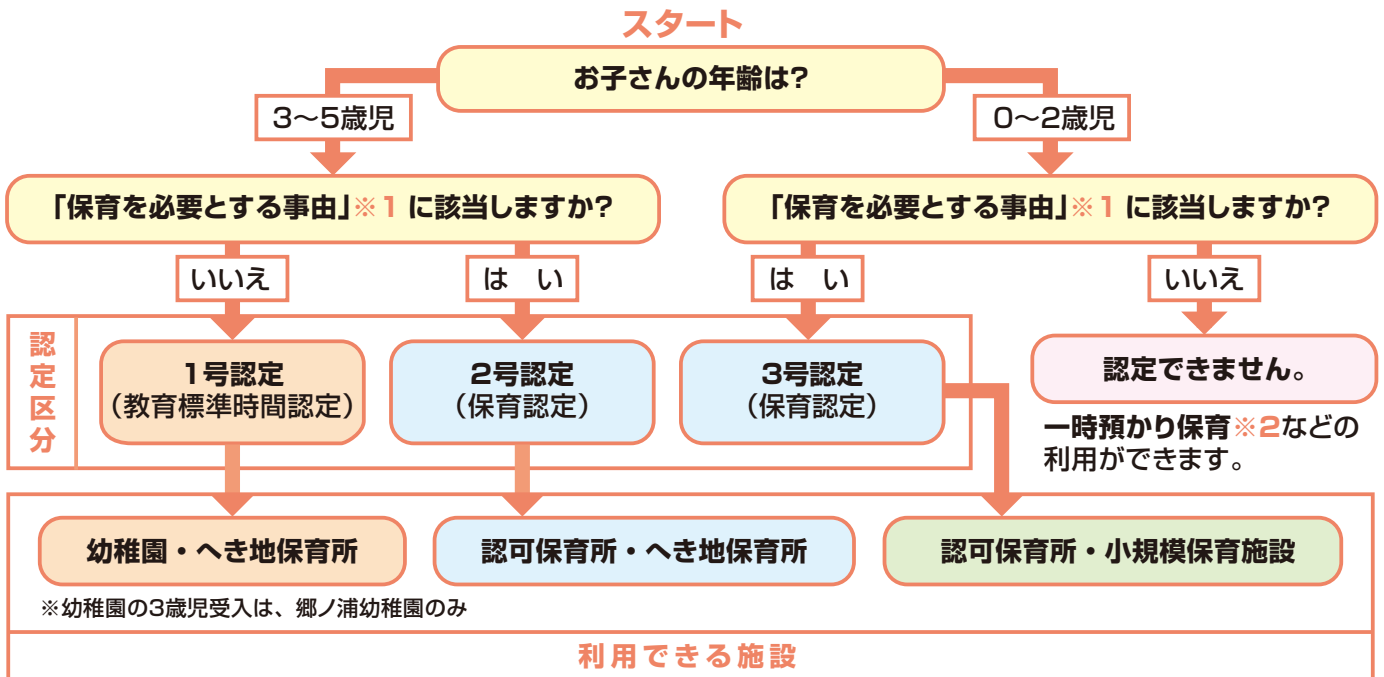 スタート
お子さんの年齢は?
3〜5歳児
0〜2歳児
「保育を必要とする事由」※1 に該当しますか?
「保育を必要とする事由」※1 に該当しますか?
いいえ
は い
は い
いいえ
認定区分
1号認定
(教育標準時間認定)
2号認定
(保育認定)
3号認定
(保育認定)
認定できません。
一時預かり保育※2などの
利用ができます。
幼稚園・へき地保育所
認可保育所・へき地保育所
認可保育所・小規模保育施設
※幼稚園の3歳児受入は、郷ノ浦幼稚園のみ
利用できる施設